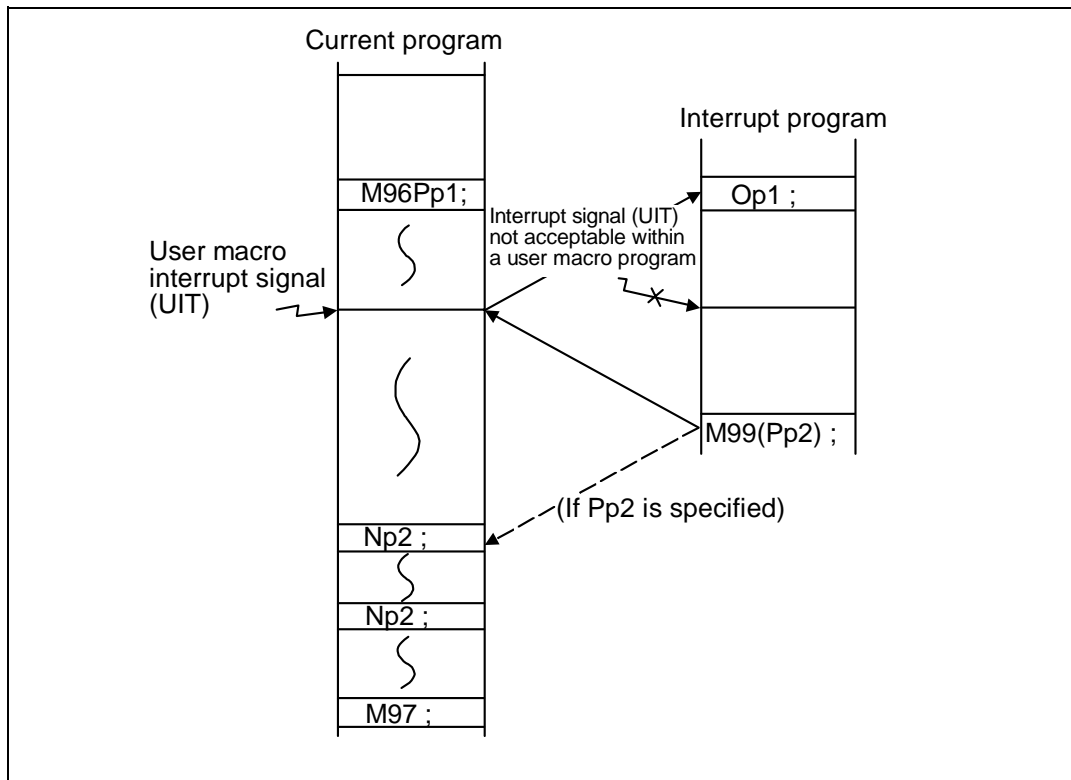 Current program
Interrupt program
M96Pp1;
Op1 ;
Interrupt signal (UIT)
not acceptable within
a user macro program
User macro
interrupt signal
(UIT)
M99(Pp2) ;
(If Pp2 is specified)
Np2 ;
Np2 ;
M97 ;